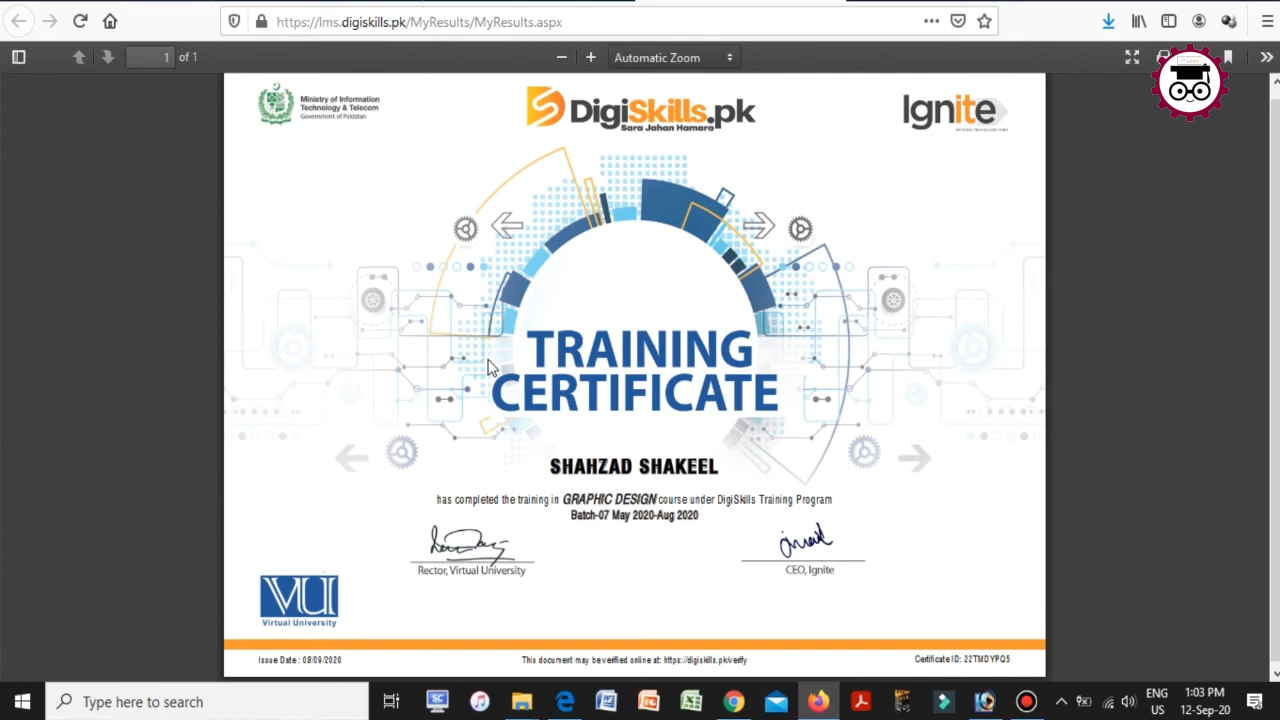 https://lms.digiskills.pk/MyResults/MyResults.aspx
1 of 1
Automatic Zoom
Ministry of Information
Technology & Telecom
Government of Pakistan
DigiSkills.pk
Sara Jahan Hamara
Ignite
TRAINING
CERTIFICATE
SHAHZAD SHAKEEL
has completed the training in GRAPHIC DESIGN course under DigiSkills Training Program
Batch-07 May 2020-Aug 2020
Rector, Virtual University
CEO, Ignite
VU
Virtual University
Issue Date : 08/09/2020
This document may be verified online at: https://digiskills.pk/verify
Certificate ID: 22TMDYPQ5
Type here to search
SC
ENG
US
1:03 PM
12-Sep-20